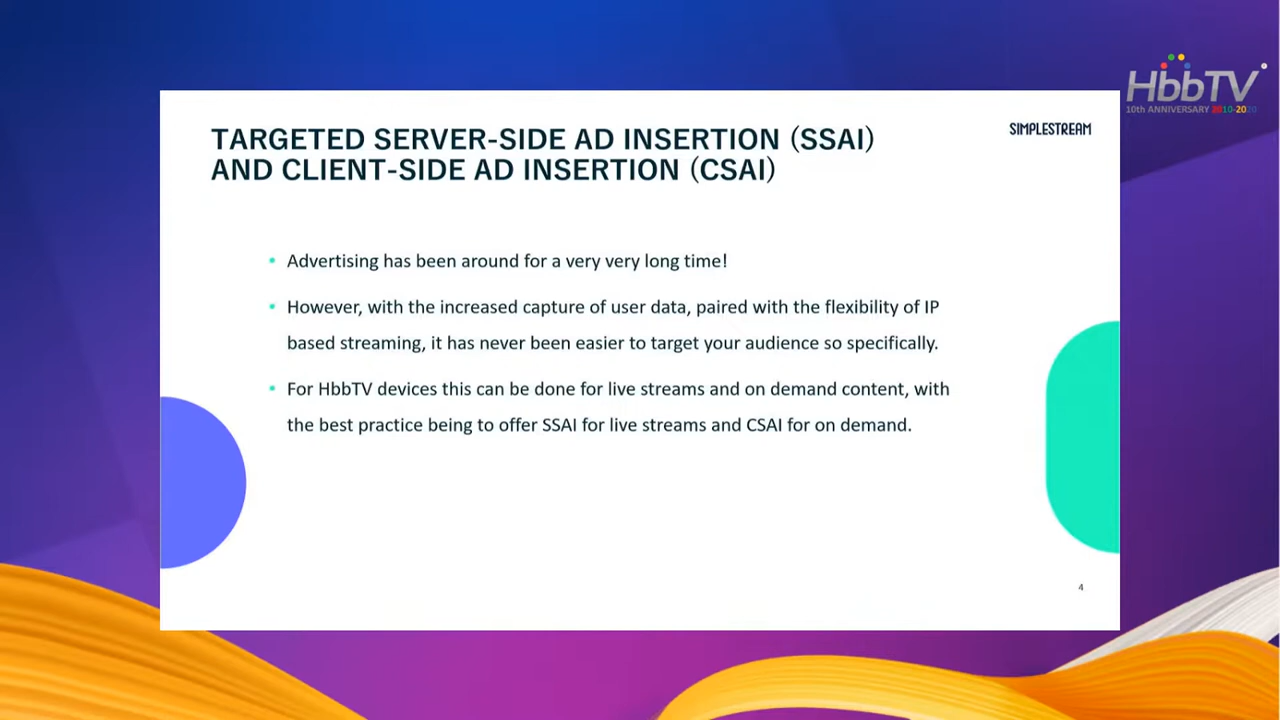 HbbTV
10th ANNIVERSARY 2010-2020
SIMPLESTREAM
TARGETED SERVER-SIDE AD INSERTION (SSAI)
AND CLIENT-SIDE AD INSERTION (CSAI)
• Advertising has been around for a very very long time!
• However, with the increased capture of user data, paired with the flexibility of IP
based streaming, it has never been easier to target your audience so specifically.
• For HbbTV devices this can be done for live streams and on demand content, with
the best practice being to offer SSAI for live streams and CSAI for on demand.
4